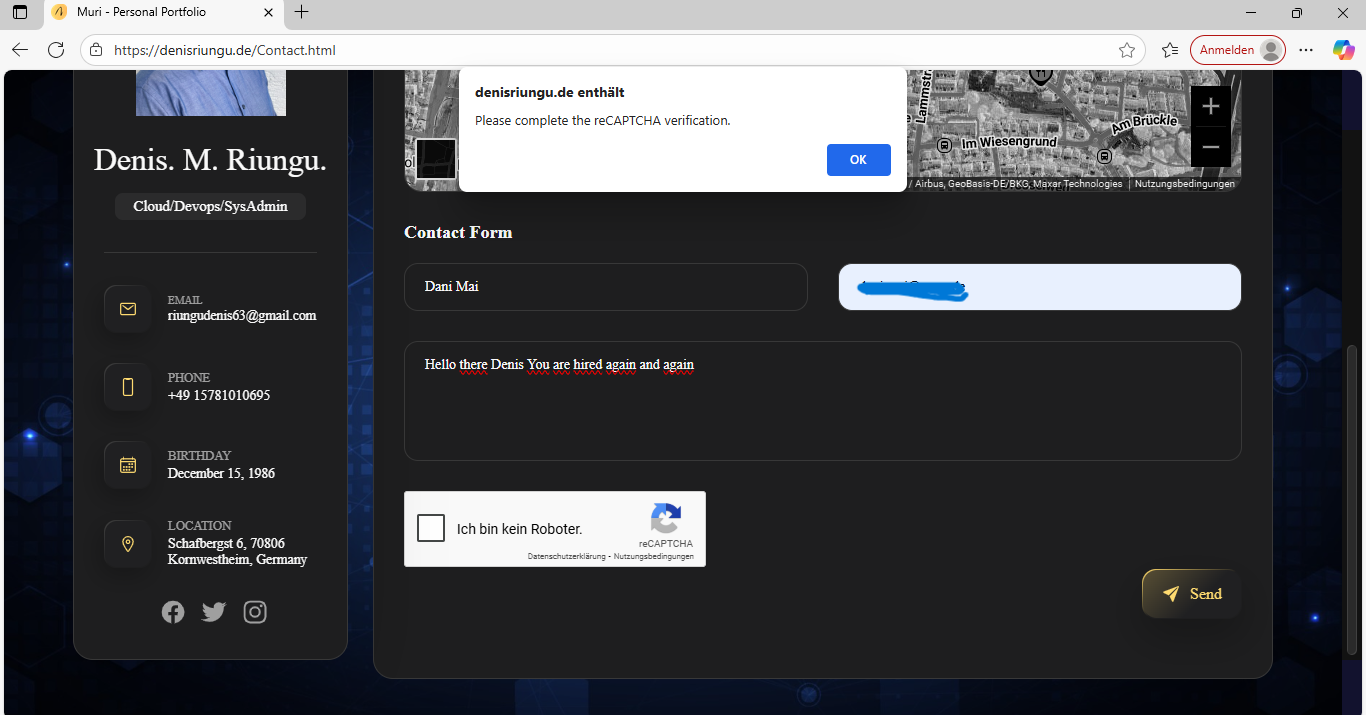 Muri - Personal Portfolio
https://denisriungu.de/Contact.html
Anmelden
denisriungu.de enthält
Please complete the reCAPTCHA verification.
OK
Lammstr
Am Brückle
Im Wiesengrund
/ Airbus, GeoBasis-DE/BKG, Maxar Technologies
Nutzungsbedingungen
Denis. M. Riungu.
Cloud/Devops/SysAdmin
EMAIL
riungudenis63@gmail.com
PHONE
+49 15781010695
BIRTHDAY
December 15, 1986
LOCATION
Schafbergst 6, 70806
Kornwestheim, Germany
Contact Form
Dani Mai
Hello there Denis You are hired again and again
Ich bin kein Roboter.
reCAPTCHA
Datenschutzerklärung - Nutzungsbedingungen
Send